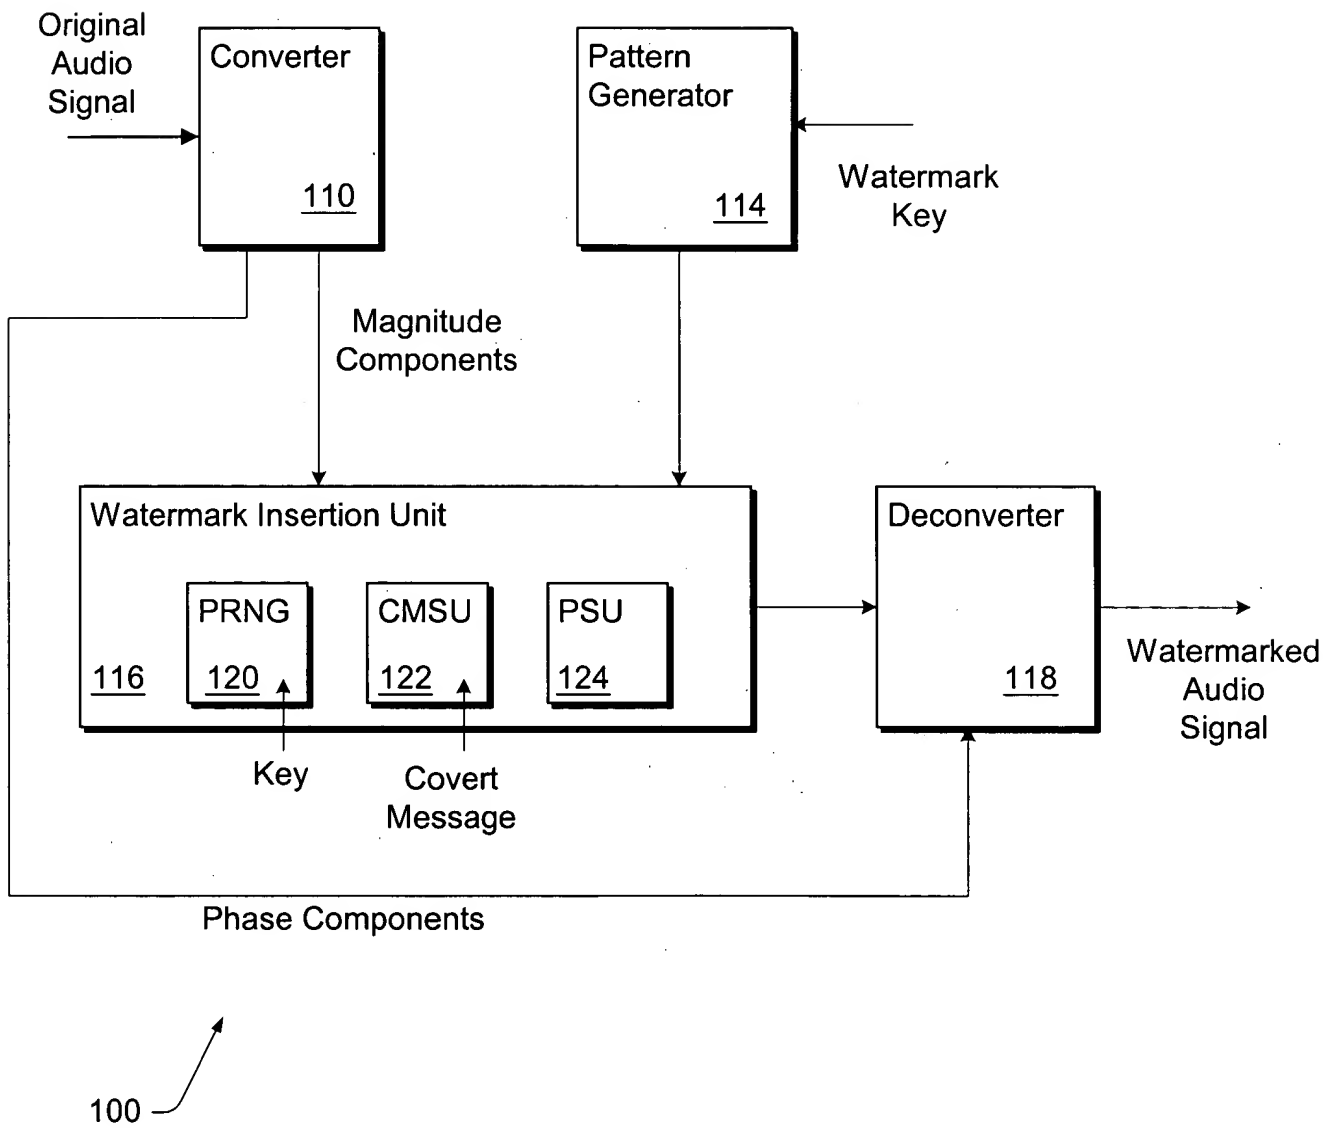 Original
Audio
Signal
Converter
110
Pattern
Generator
114
Watermark
Key
Magnitude
Components
Watermark Insertion Unit
116
PRNG
120
CMSU
122
PSU
124
Key
Covert
Message
Deconverter
118
Watermarked
Audio
Signal
Phase Components
100